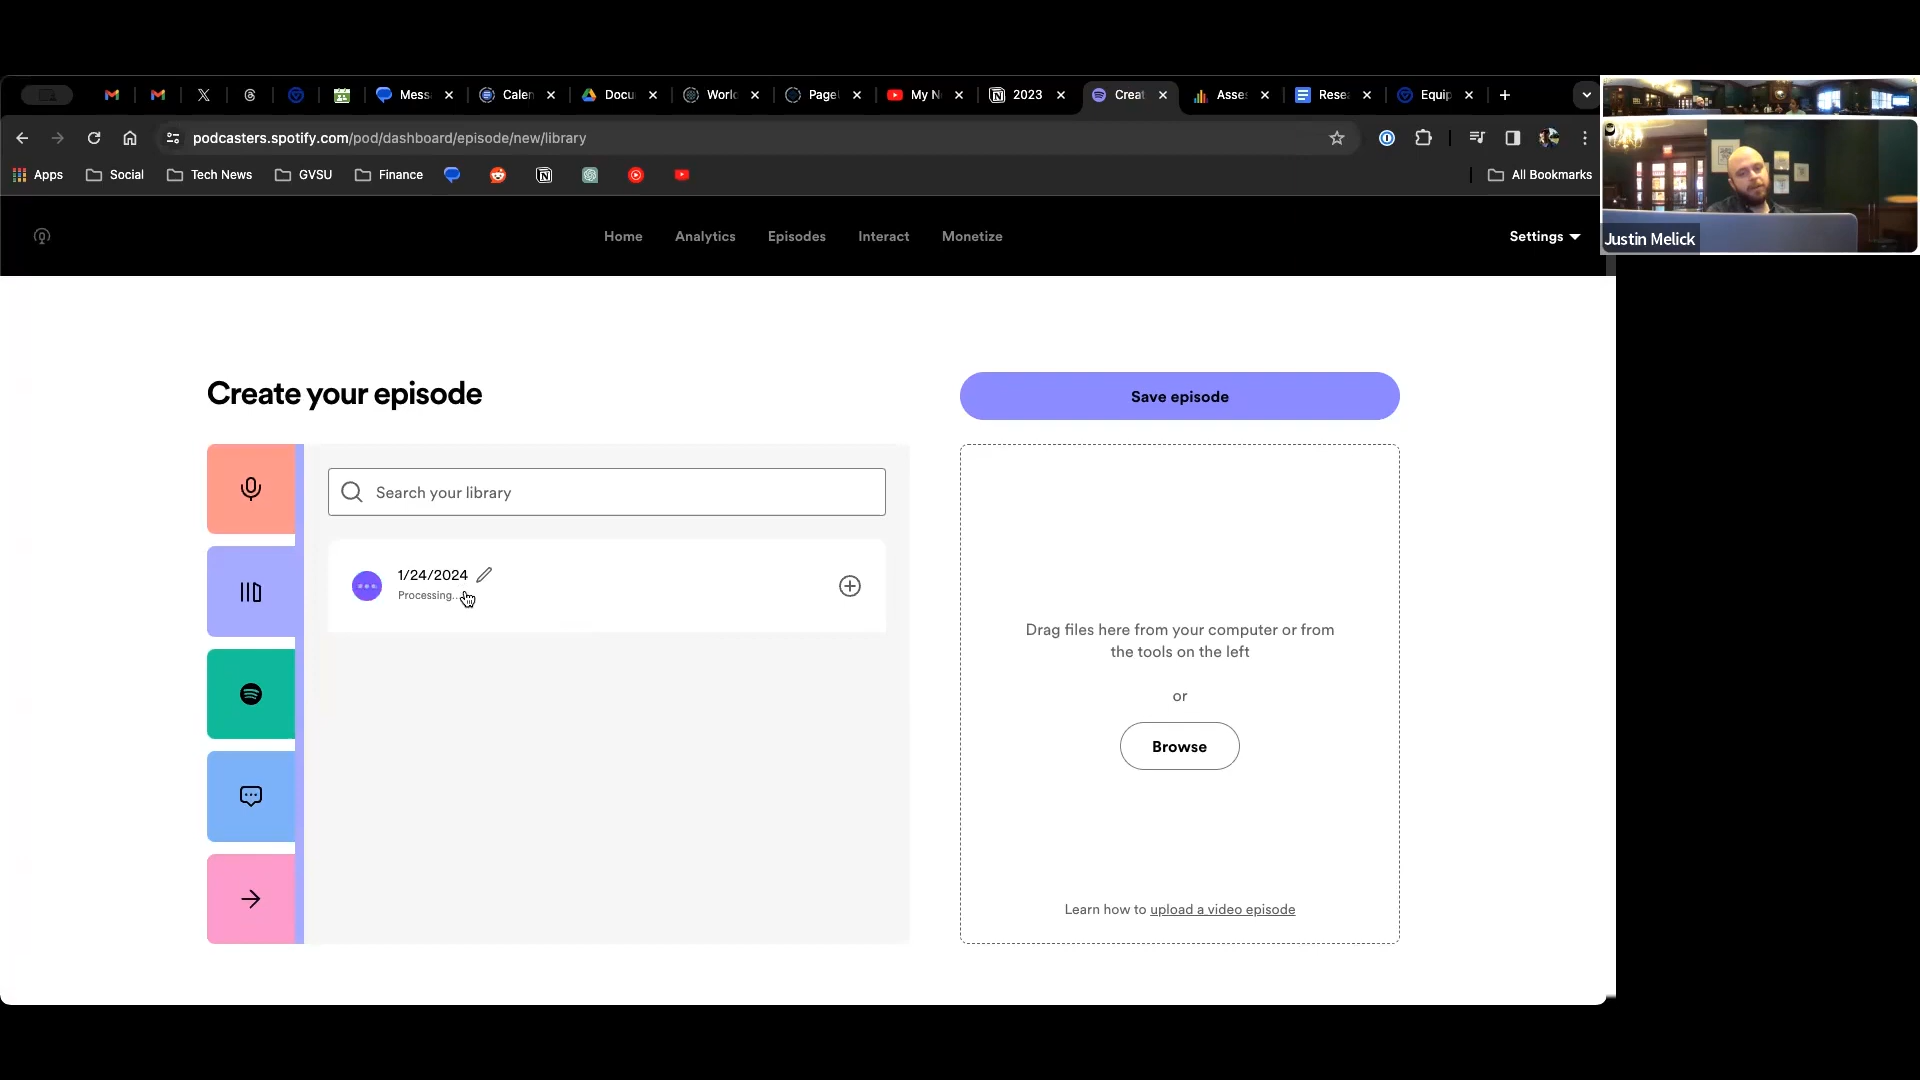 Mess
Calen
Docu
Worl
Page
My N
2023
Creat
Asse
Rese
Equip
podcasters.spotify.com/pod/dashboard/episode/new/library
Apps
Social
Tech News
GVSU
Finance
All Bookmarks
Home
Analytics
Episodes
Interact
Monetize
Settings
Justin Melick
Create your episode
Save episode
Search your library
1/24/2024
Processing...
Drag files here from your computer or from
the tools on the left
or
Browse
Learn how to upload a video episode